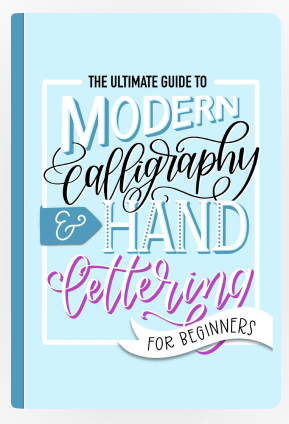 THE ULTIMATE GUIDE TO
MODERN
Calligraphy
& HAND
lettering
FOR BEGINNERS